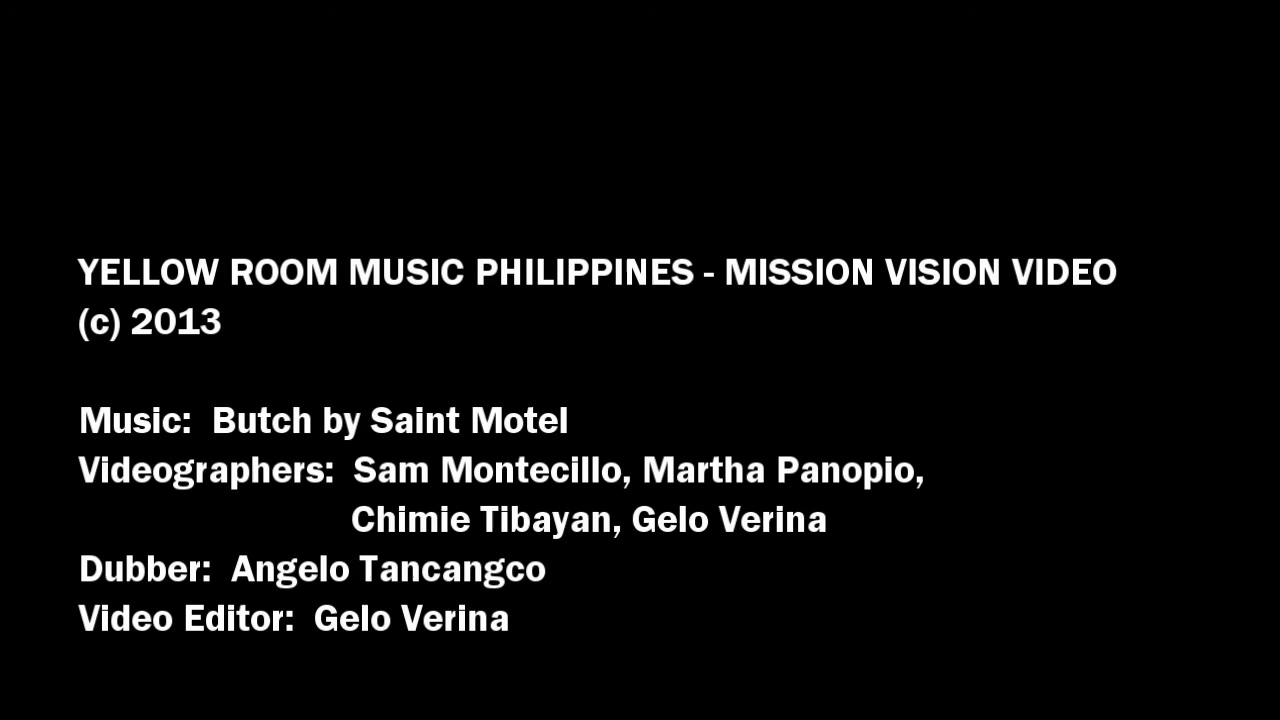 YELLOW ROOM MUSIC PHILIPPINES - MISSION VISION VIDEO
(c) 2013
Music: Butch by Saint Motel
Videographers: Sam Montecillo, Martha Panopio,
Chimie Tibayan, Gelo Verina
Dubber: Angelo Tancangco
Video Editor: Gelo Verina